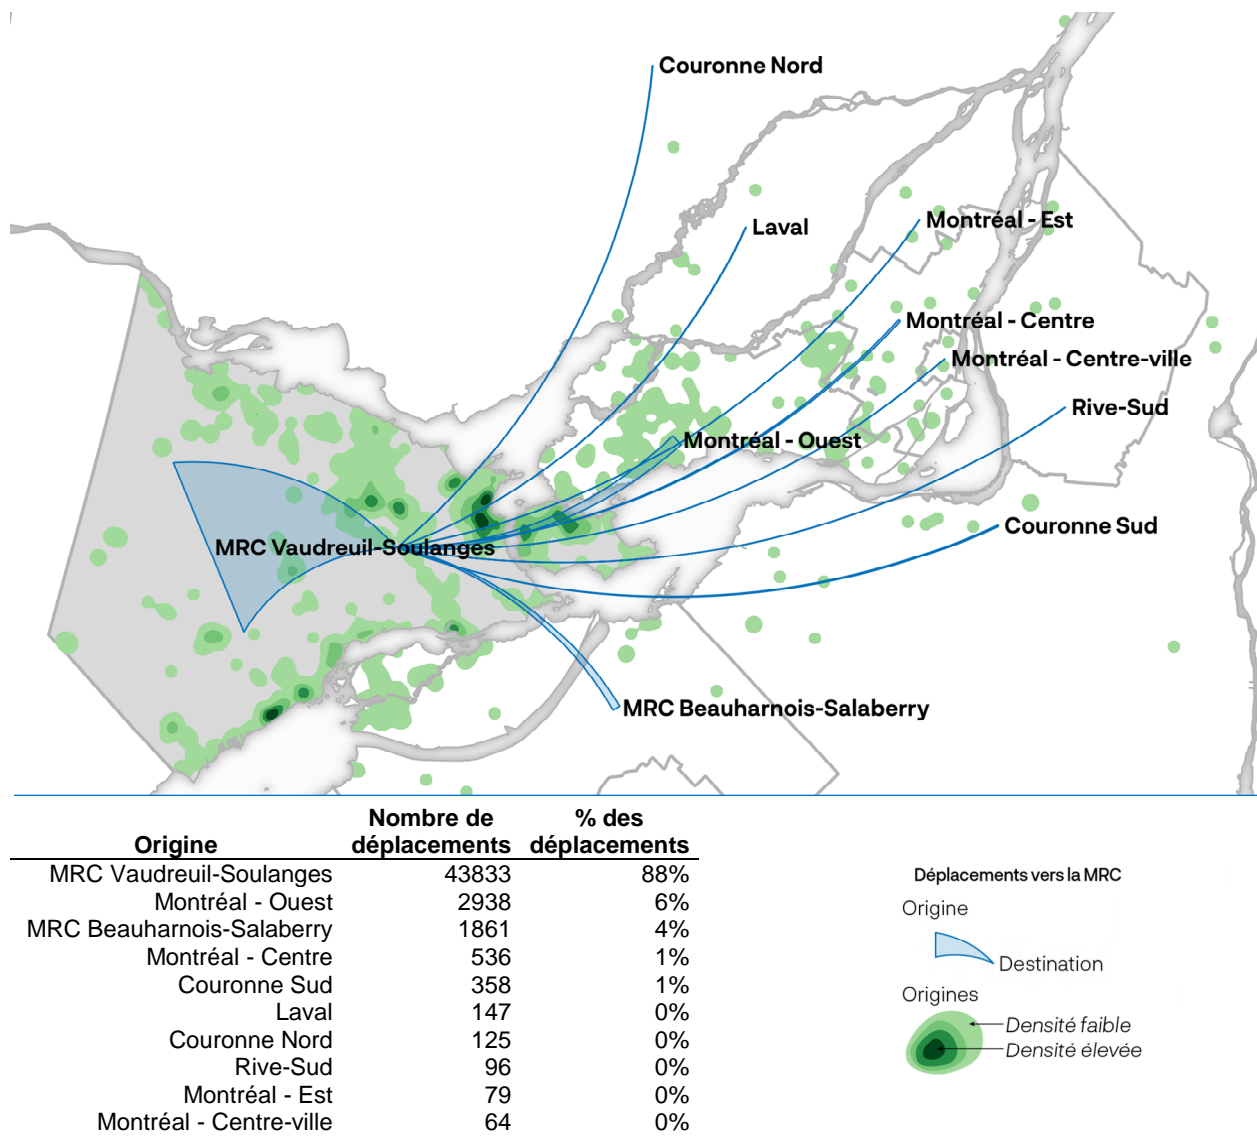 Couronne Nord
Laval
Montréal - Est
Montréal - Centre
Montréal - Centre-ville
Rive-Sud
Montréal - Ouest
Couronne Sud
MRC Vaudreuil-Soulanges
MRC Beauharnois-Salaberry
Origine Nombre de déplacements % des déplacements
MRC Vaudreuil-Soulanges 43833 88%
Montréal - Ouest 2938 6%
MRC Beauharnois-Salaberry 1861 4%
Montréal - Centre 536 1%
Couronne Sud 358 1%
Laval 147 0%
Couronne Nord 125 0%
Rive-Sud 96 0%
Montréal - Est 79 0%
Montréal - Centre-ville 64 0%
Déplacements vers la MRC
Origine
Destination
Origines
Densité faible
Densité élevée